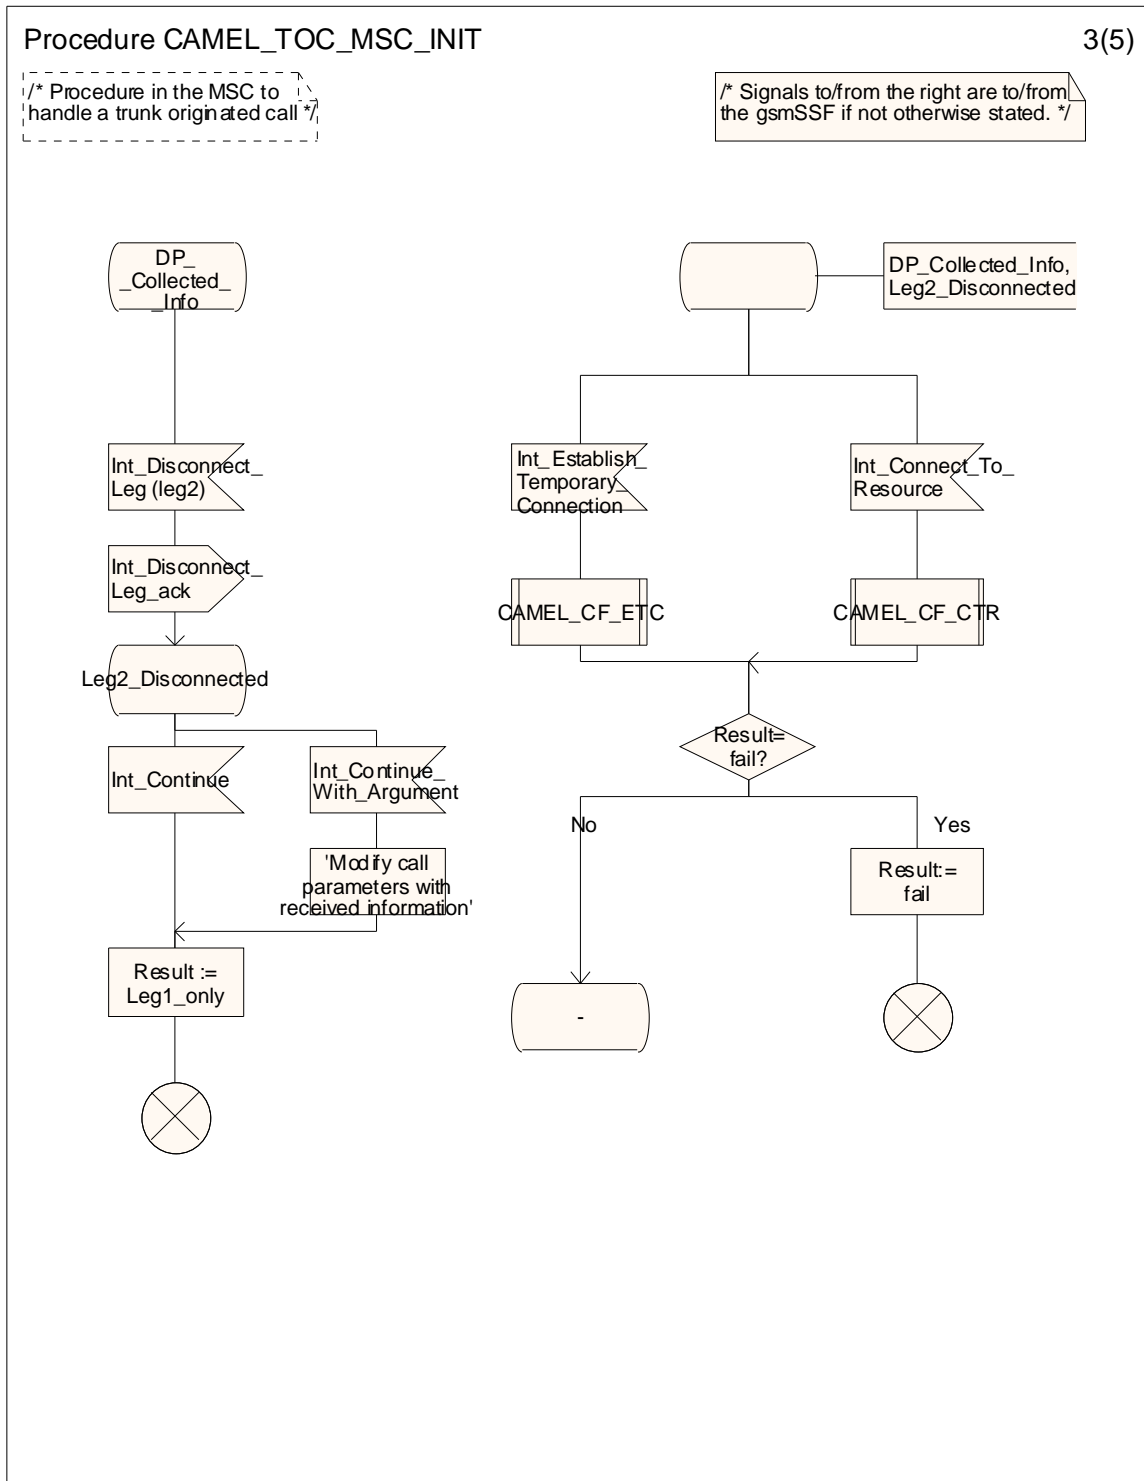 Procedure CAMEL_TOC_MSC_INIT
3(5)
/* Procedure in the MSC to
handle a trunk originated call */
/* Signals to/from the right are to/from
the gsmSSF if not otherwise stated. */
DP_
_Collected_
_Info
DP_Collected_Info,
Leg2_Disconnected
Int_Disconnect_
Leg (leg2)
Int_Establish_
Temporary_
Connection
Int_Connect_To_
Resource
Int_Disconnect_
Leg_ack
CAMEL_CF_ETC
CAMEL_CF_CTR
Leg2_Disconnected
Result=
fail?
Int_Continue
Int_Continue_
With_Argument
No
Yes
'Modify call
parameters with
received information'
Result:=
fail
Result :=
Leg1_only
-